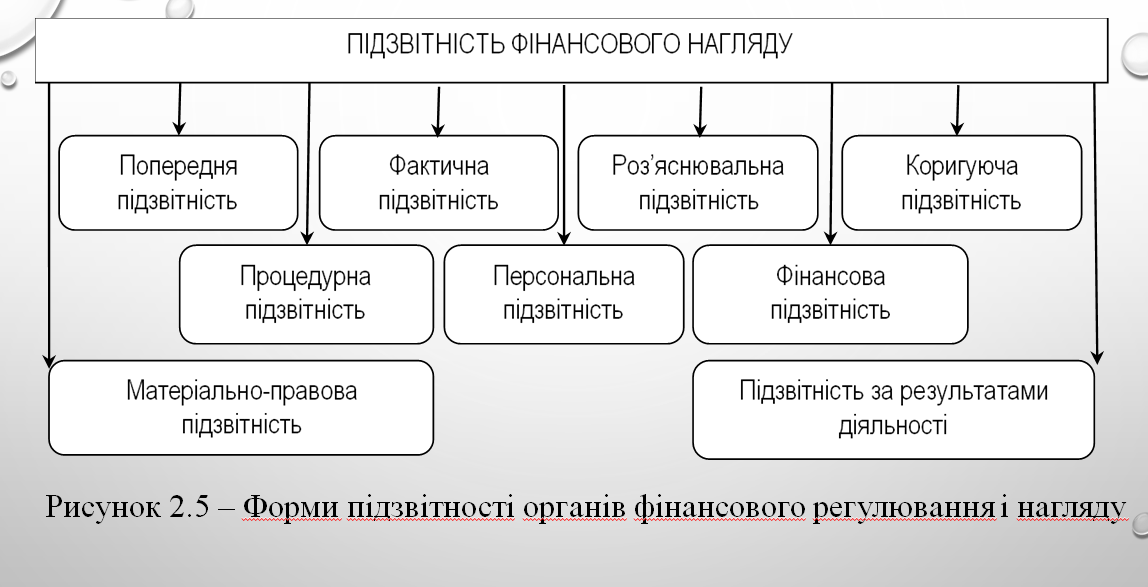 ПІДЗВІТНІСТЬ ФІНАНСОВОГО НАГЛЯДУ
Попередня
підзвітність
Фактична
підзвітність
Роз’яснювальна
підзвітність
Коригуюча
підзвітність
Процедурна
підзвітність
Персональна
підзвітність
Фінансова
підзвітність
Матеріально-правова
підзвітність
Підзвітність за результатами
діяльності
Рисунок 2.5 – Форми підзвітності органів фінансового регулювання і нагляду